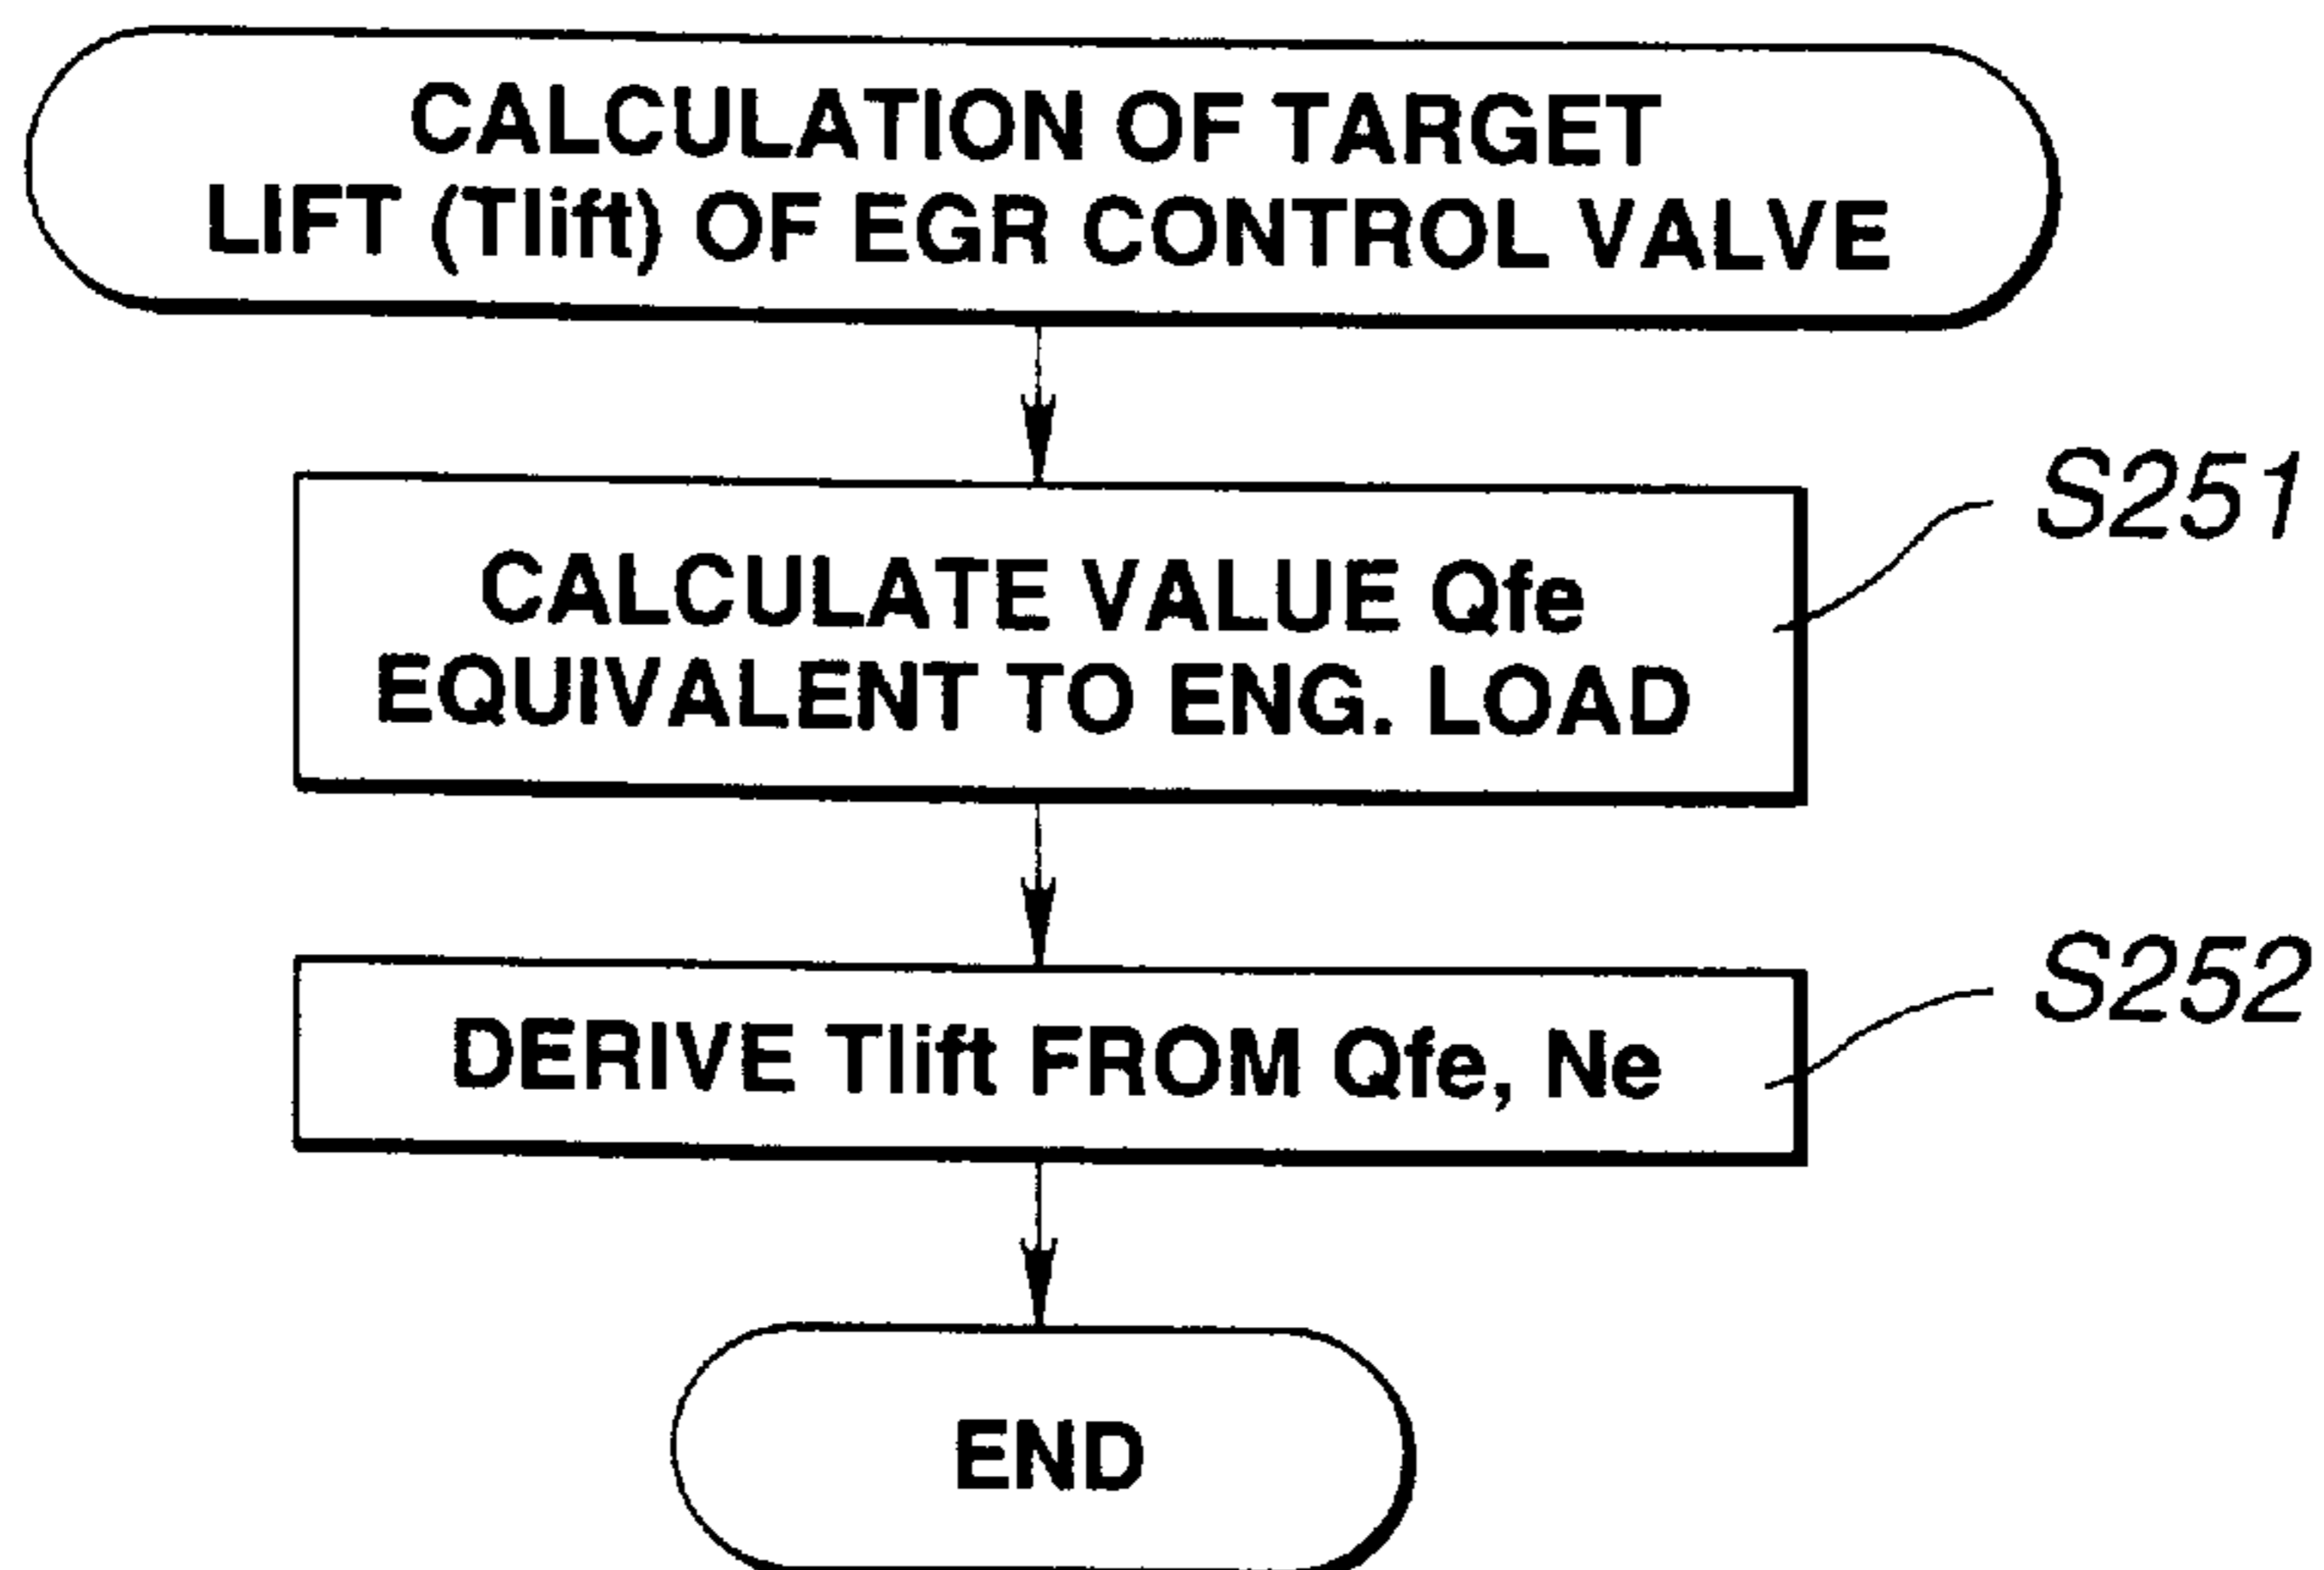 CALCULATION OF TARGET
LIFT (Tlift) OF EGR CONTROL VALVE
S251
CALCULATE VALUE Qfe
EQUIVALENT TO ENG. LOAD
S252
DERIVE Tlift FROM Qfe, Ne
END